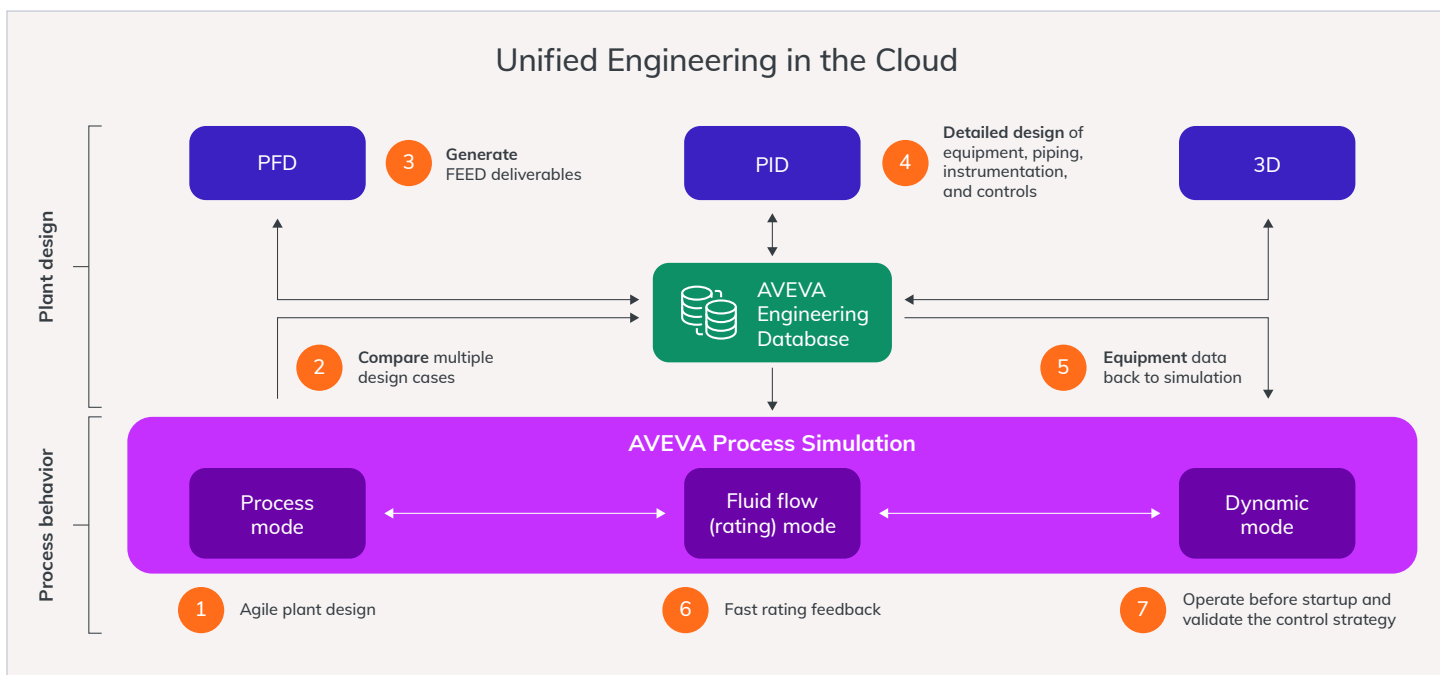 Unified Engineering in the Cloud
Plant design
PFD
3
Generate
FEED deliverables
PID
4
Detailed design of
equipment, piping,
instrumentation,
and controls
3D
AVEVA
Engineering
Database
2
Compare multiple
design cases
5
Equipment data
back to simulation
Process behavior
AVEVA Process Simulation
Process
mode
Fluid flow
(rating) mode
Dynamic
mode
1
Agile plant design
6
Fast rating feedback
7
Operate before startup and
validate the control strategy